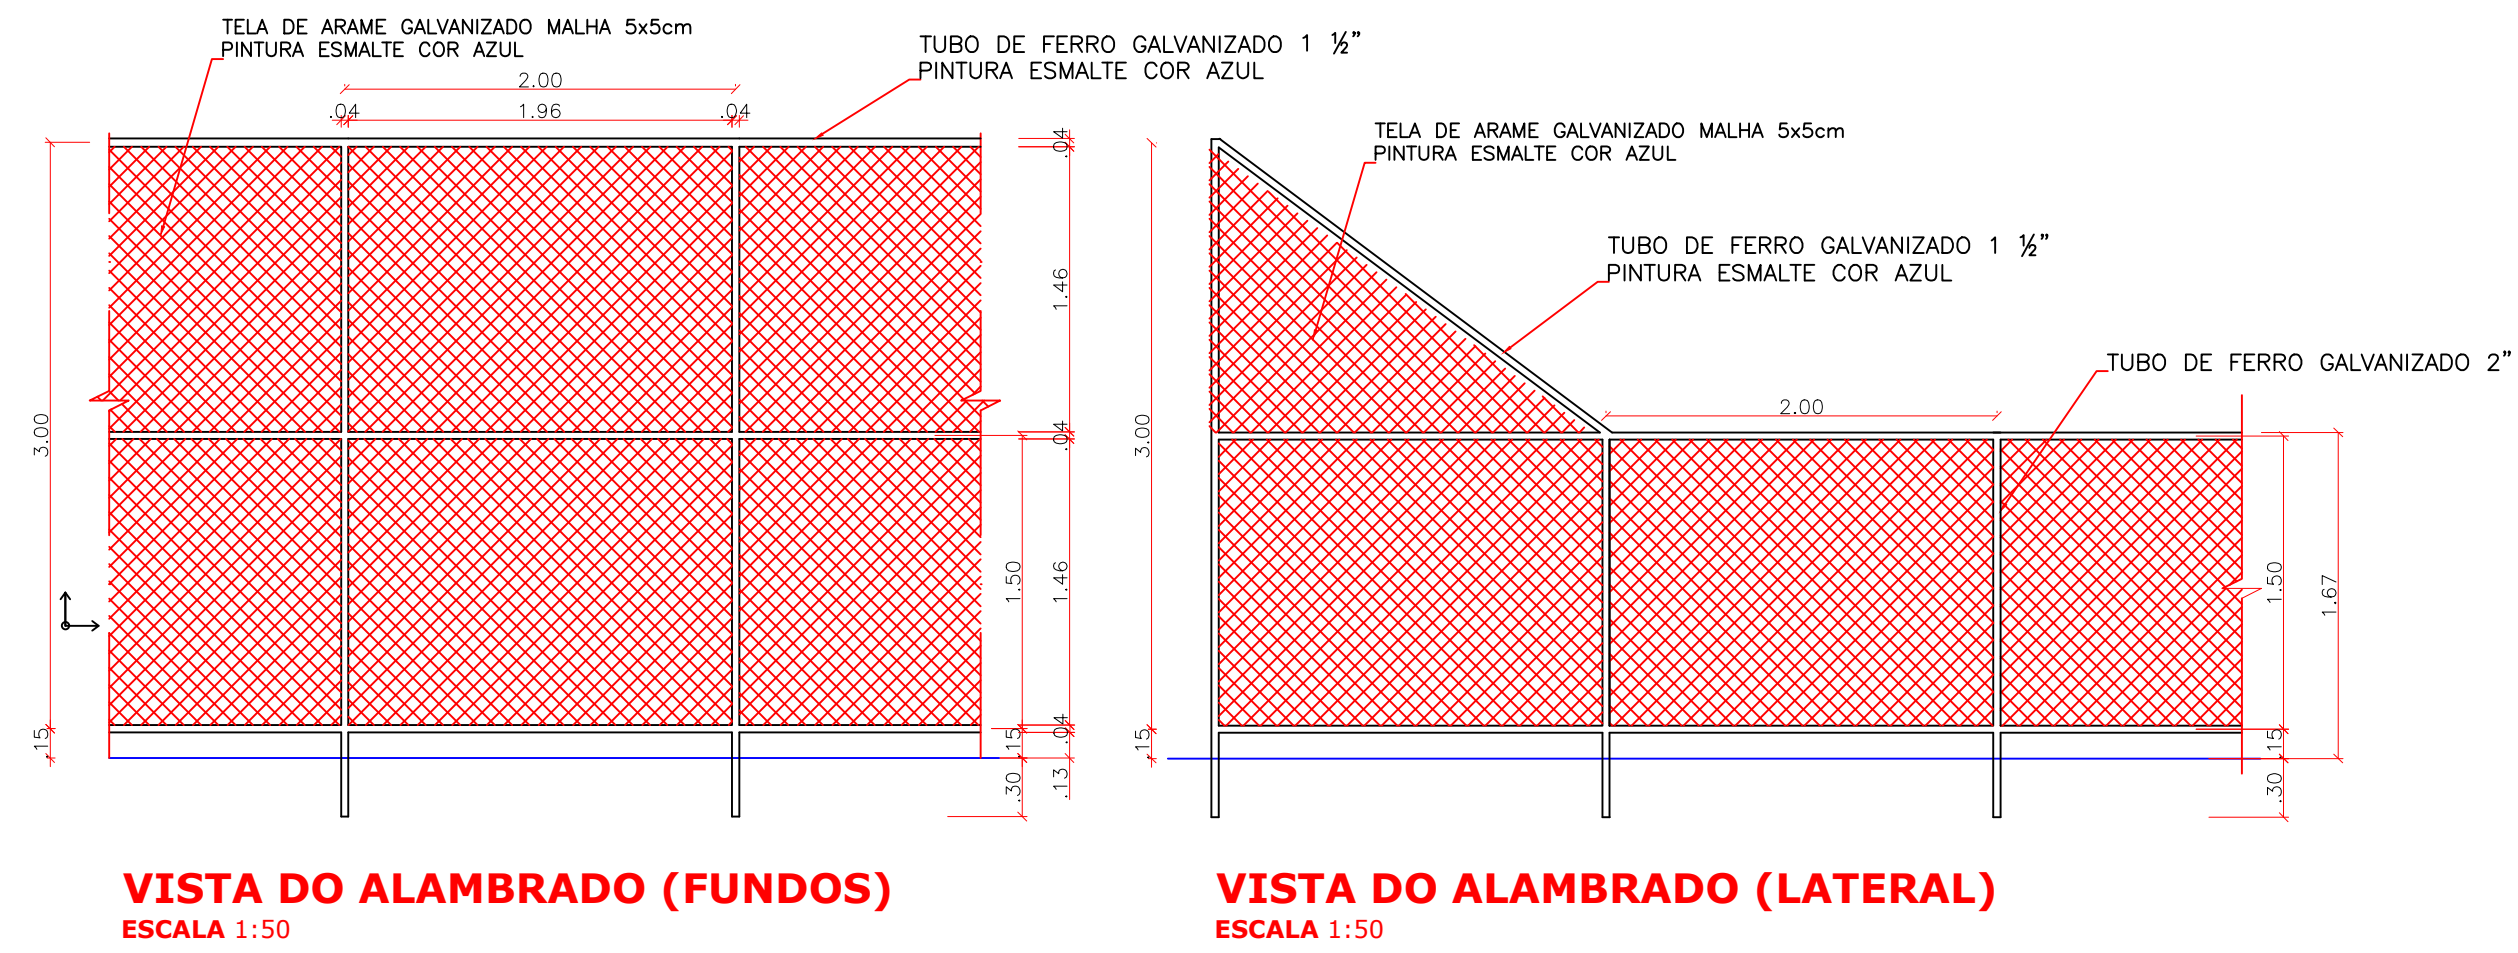 TELA DE ARAME GALVANIZADO MALHA 5x5cm
PINTURA ESMALTE COR AZUL
TUBO DE FERRO GALVANIZADO 1 ½”
PINTURA ESMALTE COR AZUL
2.00
.04
1.96
.04
3.00
.15
.04
1.46
.04
1.46
.04
.13
1.50
.15
.30
VISTA DO ALAMBRADO (FUNDOS)
ESCALA 1:50
TELA DE ARAME GALVANIZADO MALHA 5x5cm
PINTURA ESMALTE COR AZUL
TUBO DE FERRO GALVANIZADO 1 ½”
PINTURA ESMALTE COR AZUL
TUBO DE FERRO GALVANIZADO 2”
2.00
3.00
.15
1.50
.15
.30
1.67
VISTA DO ALAMBRADO (LATERAL)
ESCALA 1:50